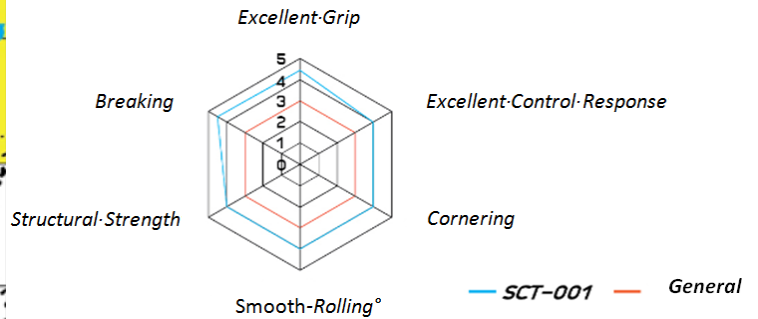 Excellent·Grip
5
4
3
2
1
0
Breaking
Excellent·Control·Response
Structural·Strength
Cornering
Smooth-Rolling°
SCT-001
General